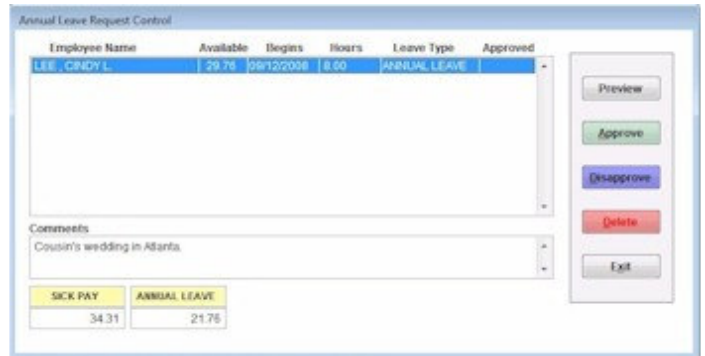 Annual Leave Request Control
Employee Name Available Begins Hours Leave Type Approved
LEE , CINDY L. 29.76 09/12/2008 8.00 ANNUAL LEAVE
Preview
Approve
Disapprove
Delete
Exit
Comments
Cousin's wedding in Atlanta.
SICK PAY ANNUAL LEAVE
34.31 21.76